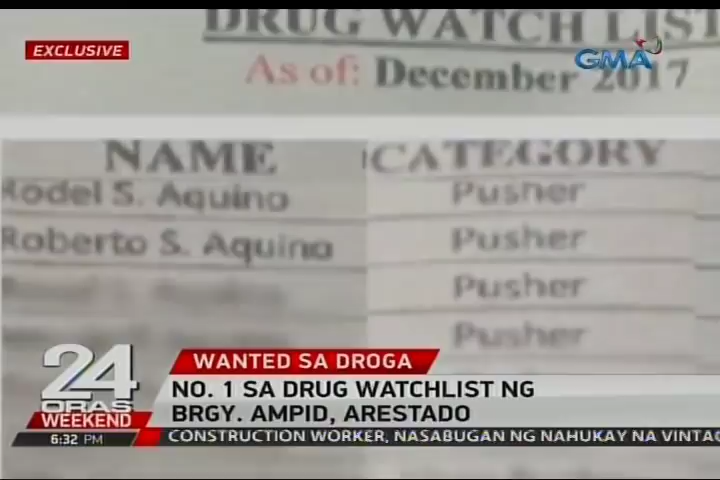 DRUG WATCH LIST
EXCLUSIVE
GMA
As of: December 2017
NAME CATEGORY
Rodel S. Aquino Pusher
Roberto S. Aquino Pusher
Pusher
Pusher
WANTED SA DROGA
24 ORAS WEEKEND
NO. 1 SA DRUG WATCHLIST NG
BRGY. AMPID, ARESTADO
6:32 PM
CONSTRUCTION WORKER, NASABUGAN NG NAHUKAY NA